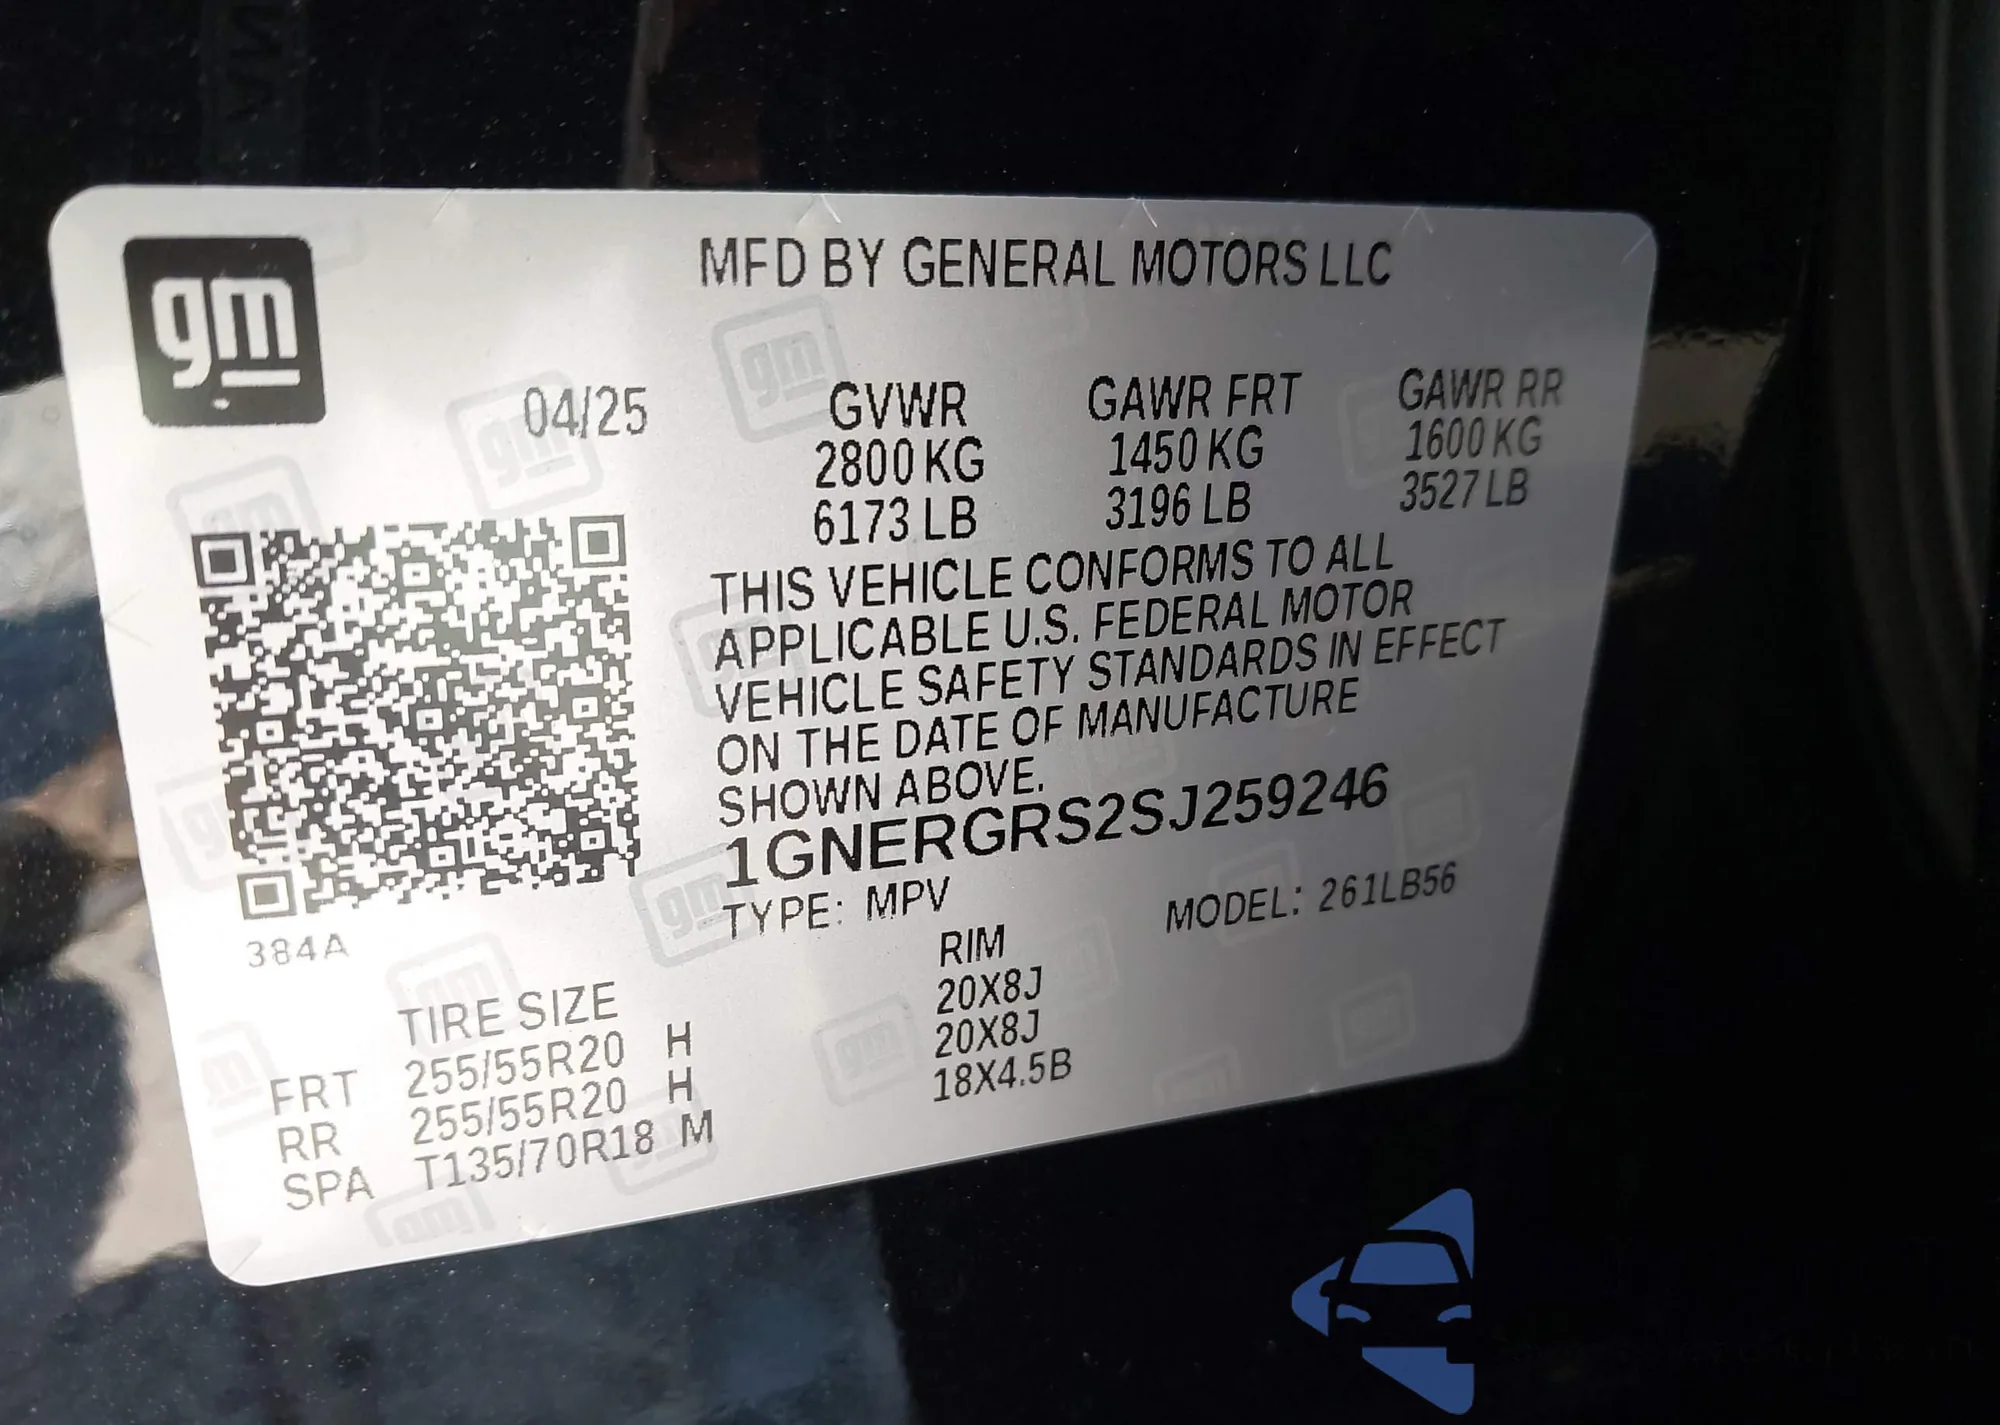 gm
MFD BY GENERAL MOTORS LLC
04/25
GVWR GAWR FRT GAWR RR
2800 KG 1450 KG 1600 KG
6173 LB 3196 LB 3527 LB
THIS VEHICLE CONFORMS TO ALL
APPLICABLE U.S. FEDERAL MOTOR
VEHICLE SAFETY STANDARDS IN EFFECT
ON THE DATE OF MANUFACTURE
SHOWN ABOVE.
1GNERGRS2SJ259246
TYPE: MPV MODEL: 261LB56
384A
TIRE SIZE RIM
FRT 255/55R20 H 20X8J
RR 255/55R20 H 20X8J
SPA T135/70R18 M 18X4.5B